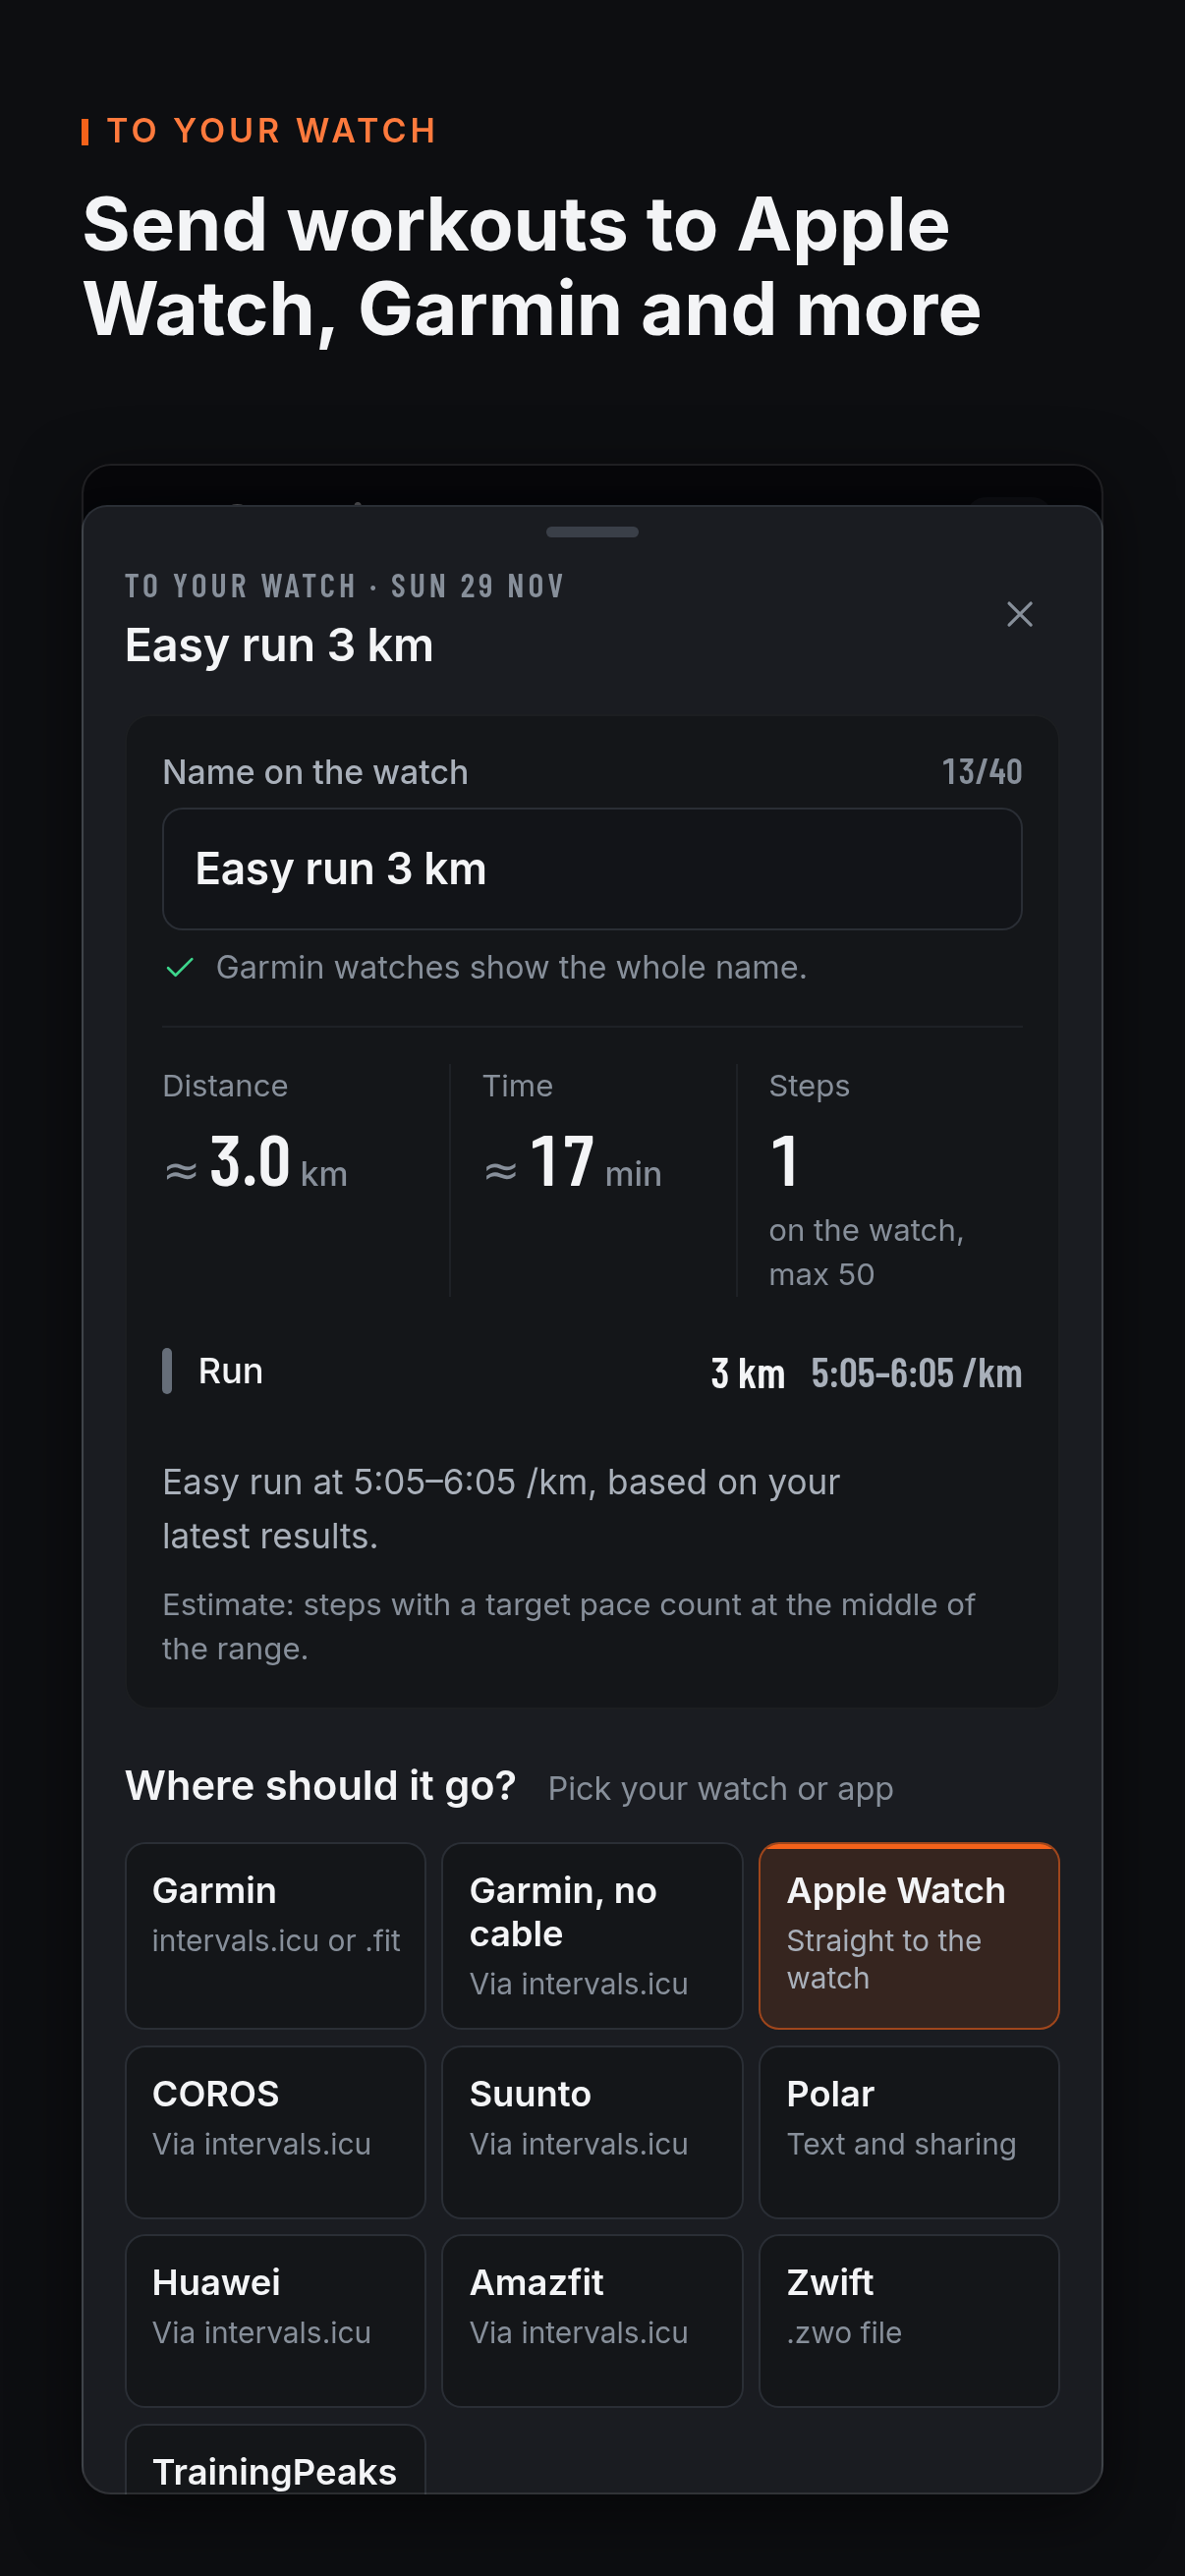 TO YOUR WATCH
Send workouts to Apple
Watch, Garmin and more
TO YOUR WATCH · SUN 29 NOV
Easy run 3 km
Name on the watch 13/40
Easy run 3 km
Garmin watches show the whole name.
Distance Time Steps
≈ 3.0 km ≈ 17 min 1
on the watch,
max 50
Run 3 km 5:05–6:05 /km
Easy run at 5:05–6:05 /km, based on your
latest results.
Estimate: steps with a target pace count at the middle of
the range.
Where should it go? Pick your watch or app
Garmin
intervals.icu or .fit
Garmin, no
cable
Via intervals.icu
Apple Watch
Straight to the
watch
COROS
Via intervals.icu
Suunto
Via intervals.icu
Polar
Text and sharing
Huawei
Via intervals.icu
Amazfit
Via intervals.icu
Zwift
.zwo file
TrainingPeaks